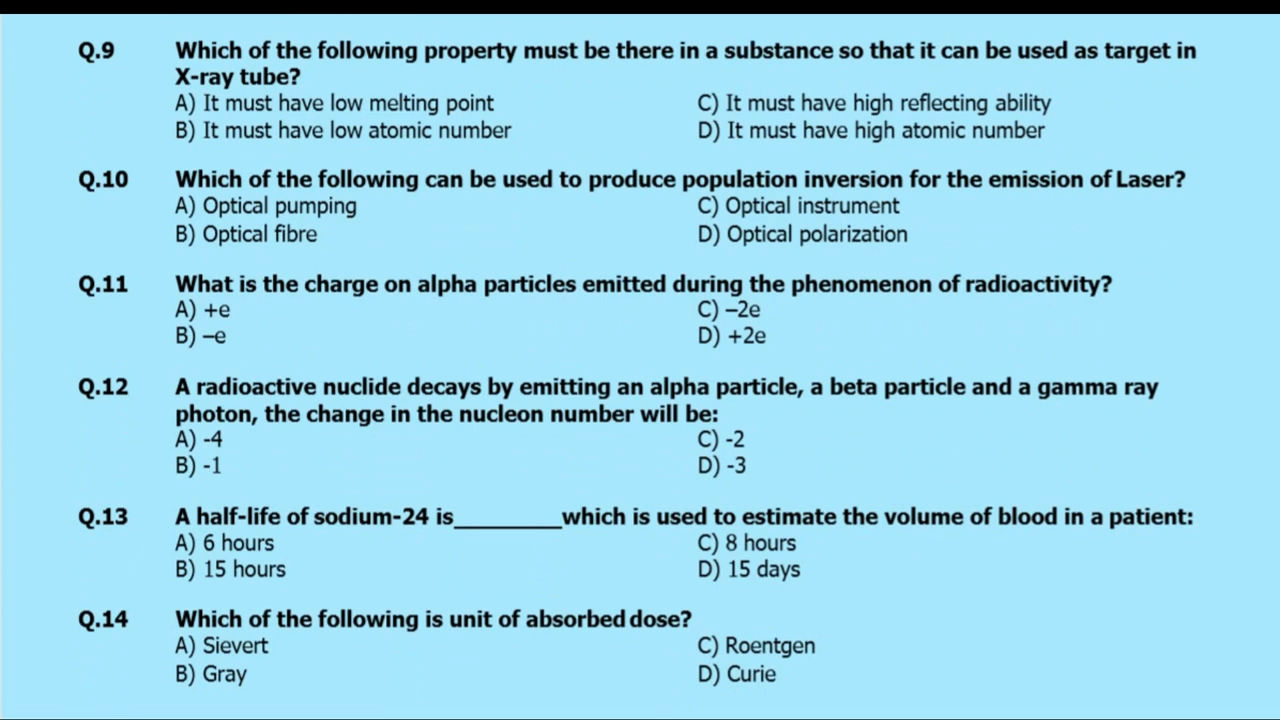 Q.9 Which of the following property must be there in a substance so that it can be used as target in
X-ray tube?
A) It must have low melting point C) It must have high reflecting ability
B) It must have low atomic number D) It must have high atomic number
Q.10 Which of the following can be used to produce population inversion for the emission of Laser?
A) Optical pumping C) Optical instrument
B) Optical fibre D) Optical polarization
Q.11 What is the charge on alpha particles emitted during the phenomenon of radioactivity?
A) +e C) –2e
B) –e D) +2e
Q.12 A radioactive nuclide decays by emitting an alpha particle, a beta particle and a gamma ray
photon, the change in the nucleon number will be:
A) -4 C) -2
B) -1 D) -3
Q.13 A half-life of sodium-24 is_________which is used to estimate the volume of blood in a patient:
A) 6 hours C) 8 hours
B) 15 hours D) 15 days
Q.14 Which of the following is unit of absorbed dose?
A) Sievert C) Roentgen
B) Gray D) Curie